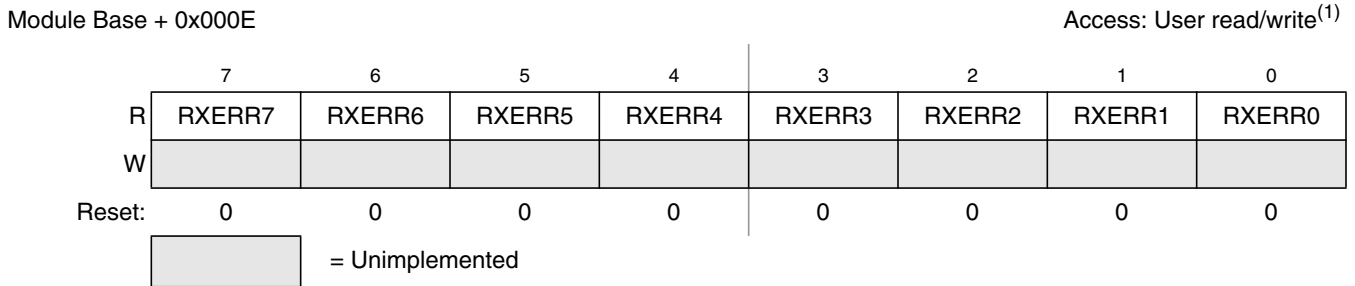 Module Base + 0x000E Access: User read/write(1)
7 6 5 4 3 2 1 0
R RXERR7 RXERR6 RXERR5 RXERR4 RXERR3 RXERR2 RXERR1 RXERR0
W
Reset: 0 0 0 0 0 0 0 0
= Unimplemented